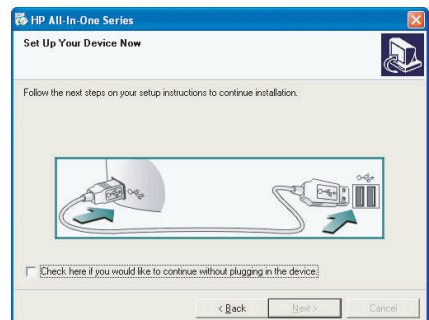 HP All-In-One Series
Set Up Your Device Now
Follow the next steps on your setup instructions to continue installation.
Check here if you would like to continue without plugging in the device.
< Back
Next >
Cancel